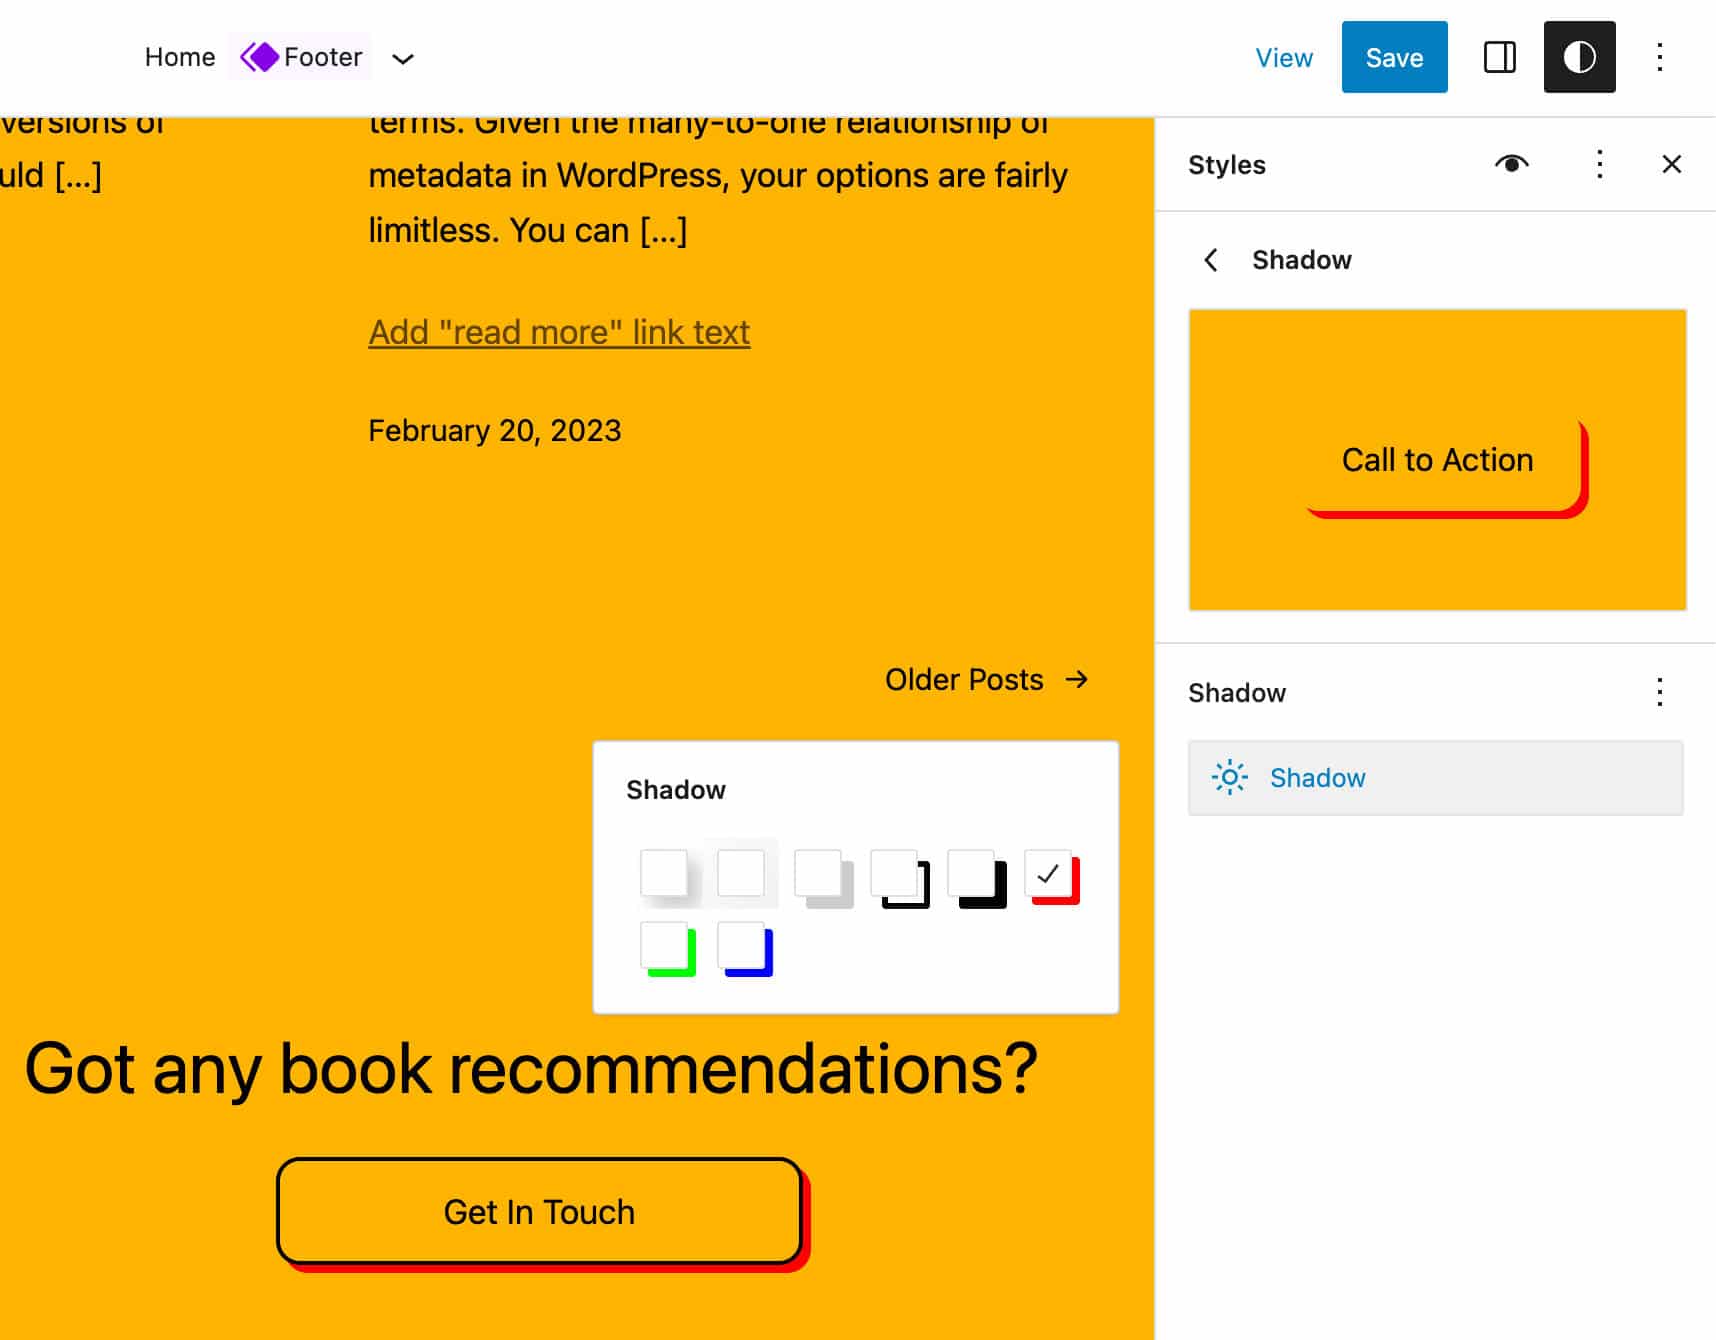 Home Footer
View Save
versions of
uld [...]
terms. Given the many-to-one relationship of
metadata in WordPress, your options are fairly
limitless. You can [...]
Add "read more" link text
February 20, 2023
Older Posts →
Shadow
Got any book recommendations?
Get In Touch
Styles
Shadow
Call to Action
Shadow
Shadow